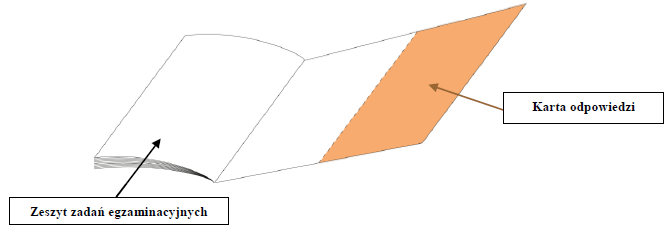 Karta odpowiedzi
Zeszyt zadań egzaminacyjnych